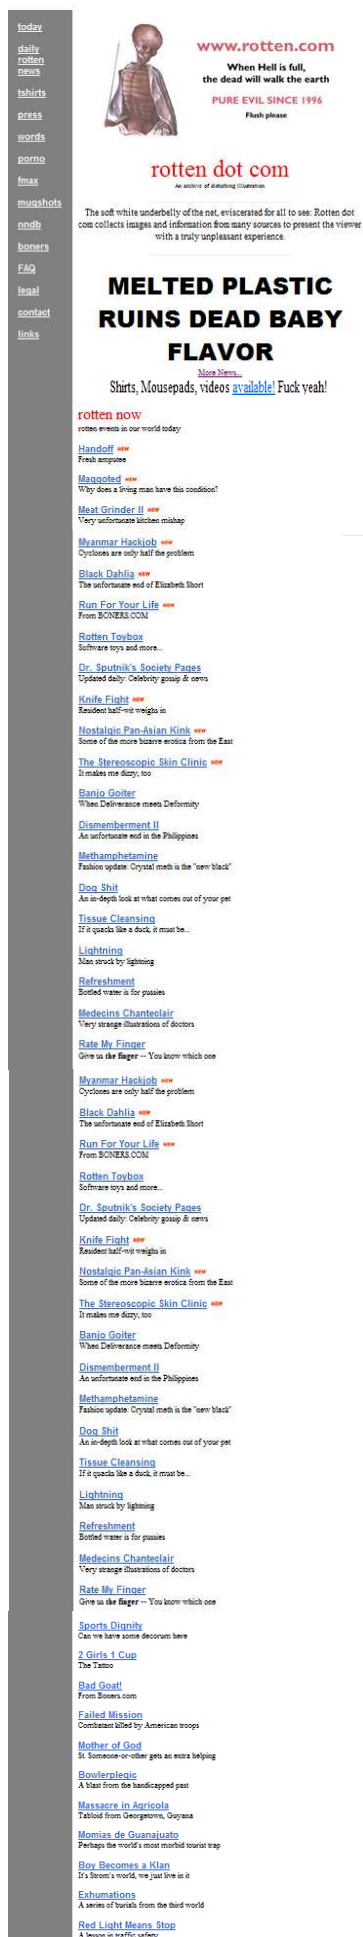 today
daily
rotten
news
tshirts
press
words
porno
fmax
mugshots
nndb
boners
FAQ
legal
contact
links
www.rotten.com
When Hell is full,
the dead will walk the earth
PURE EVIL SINCE 1996
Flush please
rotten dot com
An archive of disturbing illustration
The soft white underbelly of the net, eviscerated for all to see: Rotten dot
com collects images and information from many sources to present the viewer
with a truly unpleasant experience.
MELTED PLASTIC
RUINS DEAD BABY
FLAVOR
More News...
Shirts, Mousepads, videos available! Fuck yeah!
rotten now
rotten events in our world today
Handoff NEW
Fresh amputee
Maggoted NEW
Why does a living man have this condition?
Meat Grinder II NEW
Very unfortunate kitchen mishap
Myanmar Hackjob NEW
Cyclones are only half the problem
Black Dahlia NEW
The unfortunate end of Elizabeth Short
Run For Your Life NEW
From BONERS.COM
Rotten Toybox
Software toys and more...
Dr. Sputnik's Society Pages
Updated daily: Celebrity gossip & news
Knife Fight NEW
Resident half-wit weighs in
Nostalgic Pan-Asian Kink NEW
Some of the more bizarre erotica from the East
The Stereoscopic Skin Clinic NEW
It makes me dizzy, too
Banjo Goiter
When Deliverance meets Deformity
Dismemberment II
An unfortunate end in the Philippines
Methamphetamine
Fashion update: Crystal meth is the "new black"
Dog Shit
An in-depth look at what comes out of your pet
Tissue Cleansing
If it quacks like a duck, it must be...
Lightning
Man struck by lightning
Refreshment
Bottled water is for pussies
Medecins Chanteclair
Very strange illustrations of doctors
Rate My Finger
Give us the finger -- You know which one
Myanmar Hackjob NEW
Cyclones are only half the problem
Black Dahlia NEW
The unfortunate end of Elizabeth Short
Run For Your Life NEW
From BONERS.COM
Rotten Toybox
Software toys and more...
Dr. Sputnik's Society Pages
Updated daily: Celebrity gossip & news
Knife Fight NEW
Resident half-wit weighs in
Nostalgic Pan-Asian Kink NEW
Some of the more bizarre erotica from the East
The Stereoscopic Skin Clinic NEW
It makes me dizzy, too
Banjo Goiter
When Deliverance meets Deformity
Dismemberment II
An unfortunate end in the Philippines
Methamphetamine
Fashion update: Crystal meth is the "new black"
Dog Shit
An in-depth look at what comes out of your pet
Tissue Cleansing
If it quacks like a duck, it must be...
Lightning
Man struck by lightning
Refreshment
Bottled water is for pussies
Medecins Chanteclair
Very strange illustrations of doctors
Rate My Finger
Give us the finger -- You know which one
Sports Dignity
Can we have some decorum here
2 Girls 1 Cup
The Tattoo
Bad Goat!
From Boners.com
Failed Mission
Combatant killed by American troops
Mother of God
St. Someone-or-other gets an extra helping
Bowlerplegic
A blast from the handicapped past
Massacre in Agricola
Tabloid from Georgetown, Guyana
Momias de Guanajuato
Perhaps the world's most morbid tourist trap
Boy Becomes a Klan
It's Strom's world, we just live in it
Exhumations
A series of burials from the third world
Red Light Means Stop
A lesson in traffic safety